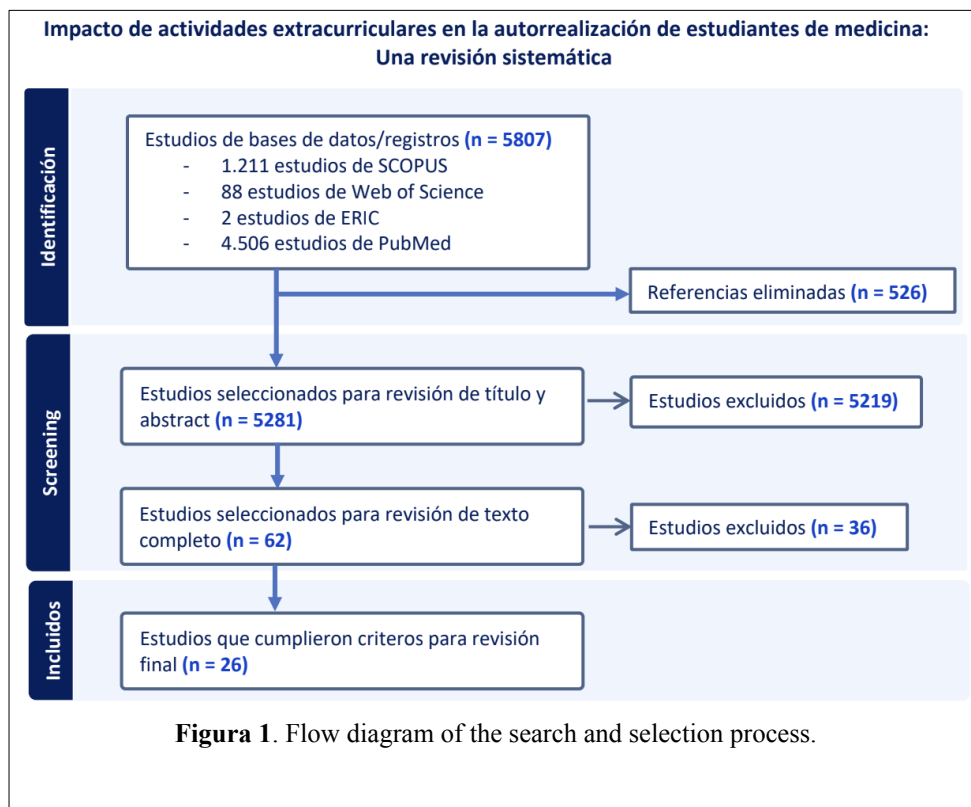 Impacto de actividades extracurriculares en la autorrealización de estudiantes de medicina:
Una revisión sistemática
Identificación
Estudios de bases de datos/registros (n = 5807)
- 1.211 estudios de SCOPUS
- 88 estudios de Web of Science
- 2 estudios de ERIC
- 4.506 estudios de PubMed
Referencias eliminadas (n = 526)
Screening
Estudios seleccionados para revisión de título y
abstract (n = 5281)
Estudios excluidos (n = 5219)
Estudios seleccionados para revisión de texto
completo (n = 62)
Estudios excluidos (n = 36)
Incluidos
Estudios que cumplieron criteros para revisión
final (n = 26)
Figura 1. Flow diagram of the search and selection process.